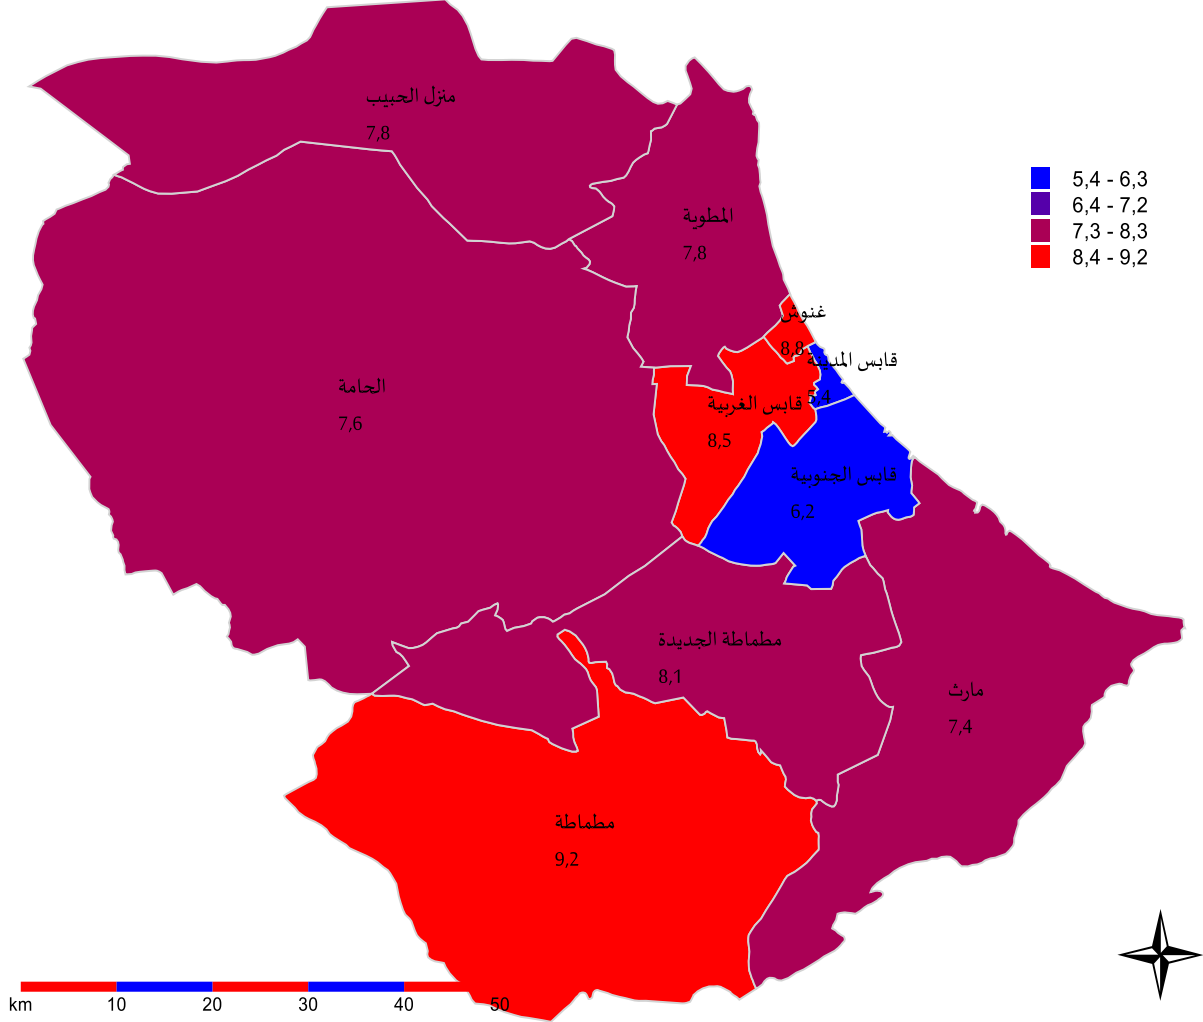 منزل الحبيب
7,8
المطوية
7,8
5,4 - 6,3
6,4 - 7,2
7,3 - 8,3
8,4 - 9,2
غنوش
8,8
قابس المدينة
5,4
الحامة
7,6
قابس الغربية
8,5
قابس الجنوبية
6,2
مطماطة الجديدة
8,1
مارث
7,4
مطماطة
9,2
km 10 20 30 40 50